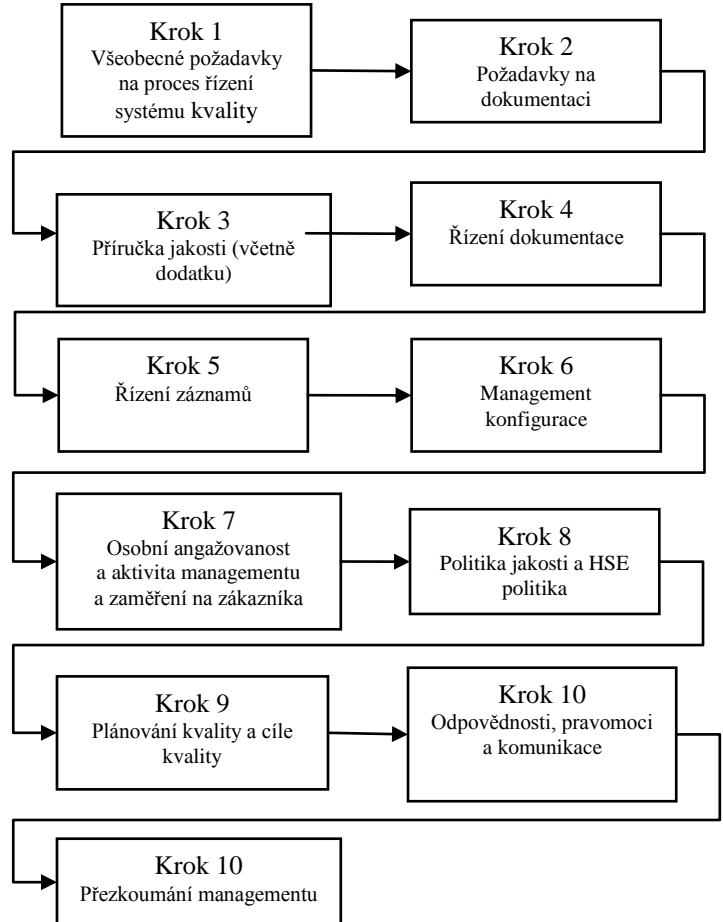 Krok 1
Všeobecné požadavky
na proces řízení
systému kvality
Krok 2
Požadavky na
dokumentaci
Krok 3
Příručka jakosti (včetně
dodatku)
Krok 4
Řízení dokumentace
Krok 5
Řízení záznamů
Krok 6
Management
konfigurace
Krok 7
Osobní angažovanost
a aktivita managementu
a zaměření na zákazníka
Krok 8
Politika jakosti a HSE
politika
Krok 9
Plánování kvality a cíle
kvality
Krok 10
Odpovědnosti, pravomoci
a komunikace
Krok 10
Přezkoumání managementu